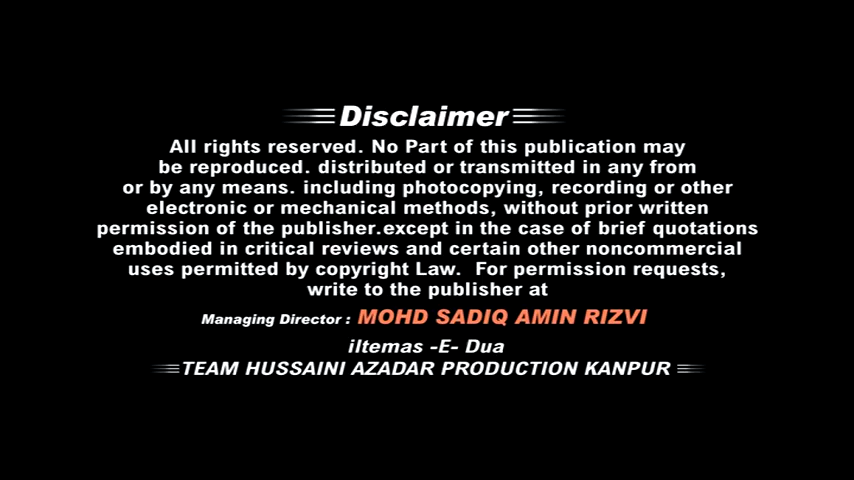 Disclaimer
All rights reserved. No Part of this publication may
be reproduced. distributed or transmitted in any from
or by any means. including photocopying, recording or other
electronic or mechanical methods, without prior written
permission of the publisher.except in the case of brief quotations
embodied in critical reviews and certain other noncommercial
uses permitted by copyright Law. For permission requests,
write to the publisher at
Managing Director : MOHD SADIQ AMIN RIZVI
iltemas -E- Dua
TEAM HUSSAINI AZADAR PRODUCTION KANPUR